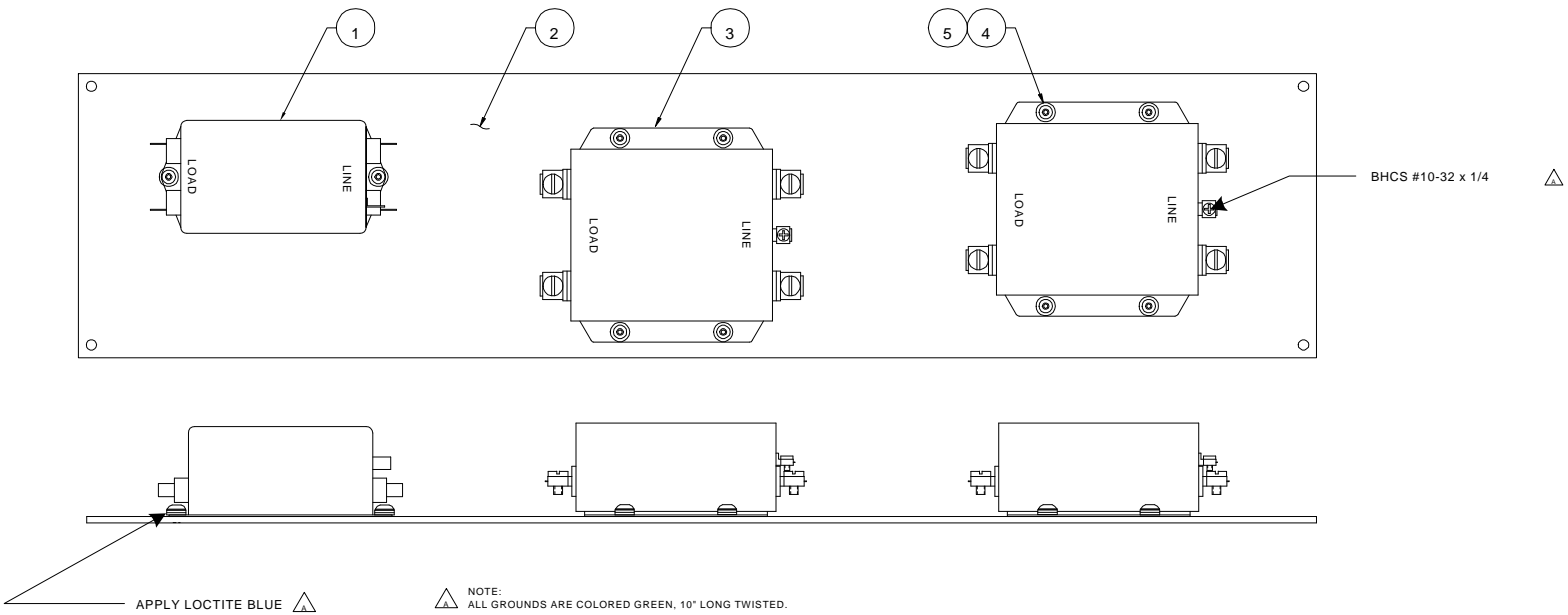 1
2
3
5 4
LOAD
LINE
LOAD
LINE
LOAD
LINE
BHCS #10-32 x 1/4 A
APPLY LOCTITE BLUE A
A NOTE:
ALL GROUNDS ARE COLORED GREEN, 10" LONG TWISTED.